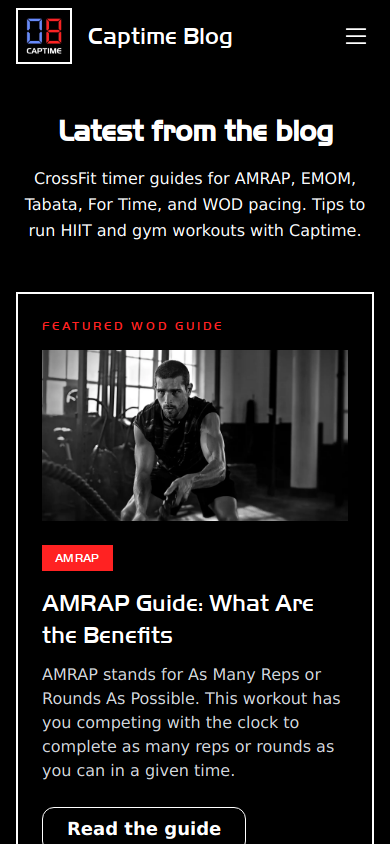 08
CAPTIME
Captime Blog
Latest from the blog
CrossFit timer guides for AMRAP, EMOM,
Tabata, For Time, and WOD pacing. Tips to
run HIIT and gym workouts with Captime.
FEATURED WOD GUIDE
AMRAP
AMRAP Guide: What Are
the Benefits
AMRAP stands for As Many Reps or
Rounds As Possible. This workout has
you competing with the clock to
complete as many reps or rounds as
you can in a given time.
Read the guide